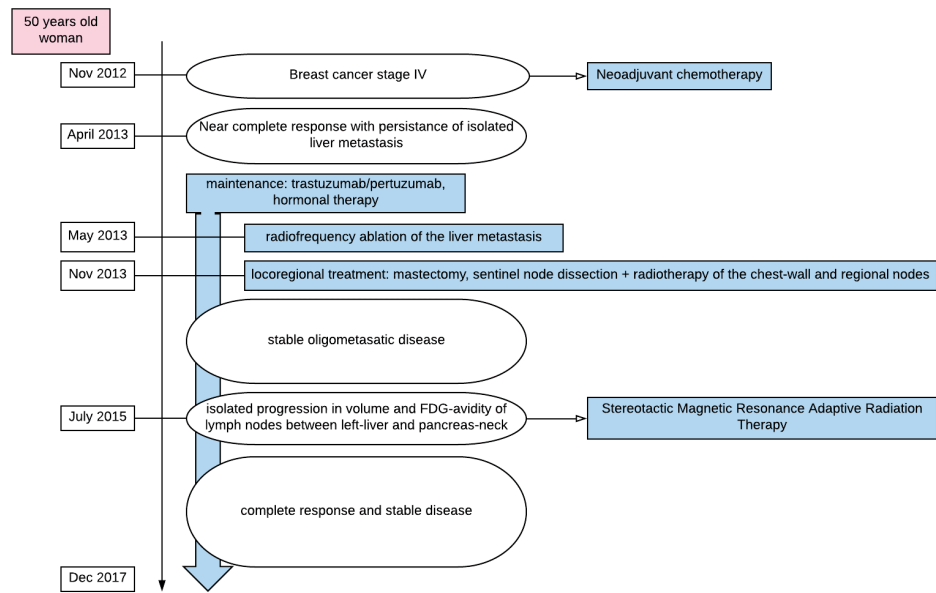 50 years old
woman
Nov 2012
Breast cancer stage IV
Neoadjuvant chemotherapy
April 2013
Near complete response with persistance of isolated
liver metastasis
maintenance: trastuzumab/pertuzumab,
hormonal therapy
May 2013
radiofrequency ablation of the liver metastasis
Nov 2013
locoregional treatment: mastectomy, sentinel node dissection + radiotherapy of the chest-wall and regional nodes
stable oligometasatic disease
July 2015
isolated progression in volume and FDG-avidity of
lymph nodes between left-liver and pancreas-neck
Stereotactic Magnetic Resonance Adaptive Radiation
Therapy
complete response and stable disease
Dec 2017